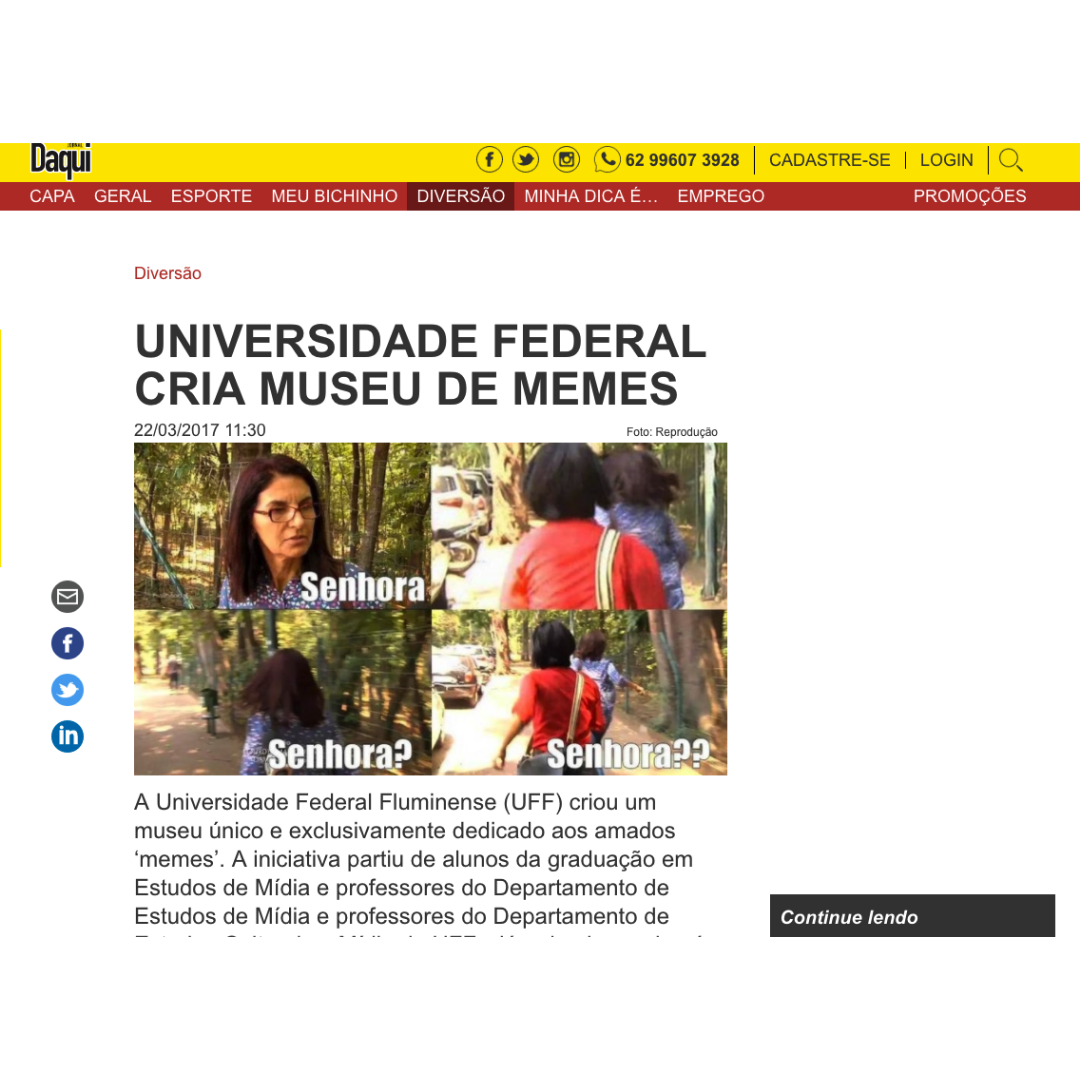 JORNAL
Daqui
62 99607 3928 CADASTRE-SE LOGIN
CAPA GERAL ESPORTE MEU BICHINHO DIVERSÃO MINHA DICA É... EMPREGO PROMOÇÕES
Diversão
UNIVERSIDADE FEDERAL
CRIA MUSEU DE MEMES
22/03/2017 11:30 Foto: Reprodução
Senhora
Senhora?
Senhora??
A Universidade Federal Fluminense (UFF) criou um
museu único e exclusivamente dedicado aos amados
‘memes’. A iniciativa partiu de alunos da graduação em
Estudos de Mídia e professores do Departamento de
Estudos de Mídia e professores do Departamento de
Continue lendo